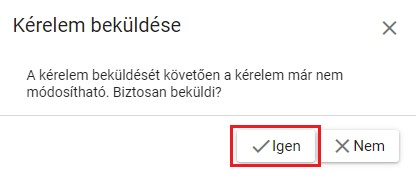 Kérelem beküldése
A kérelem beküldését követően a kérelem már nem
módosítható. Biztosan beküldi?
Igen
Nem